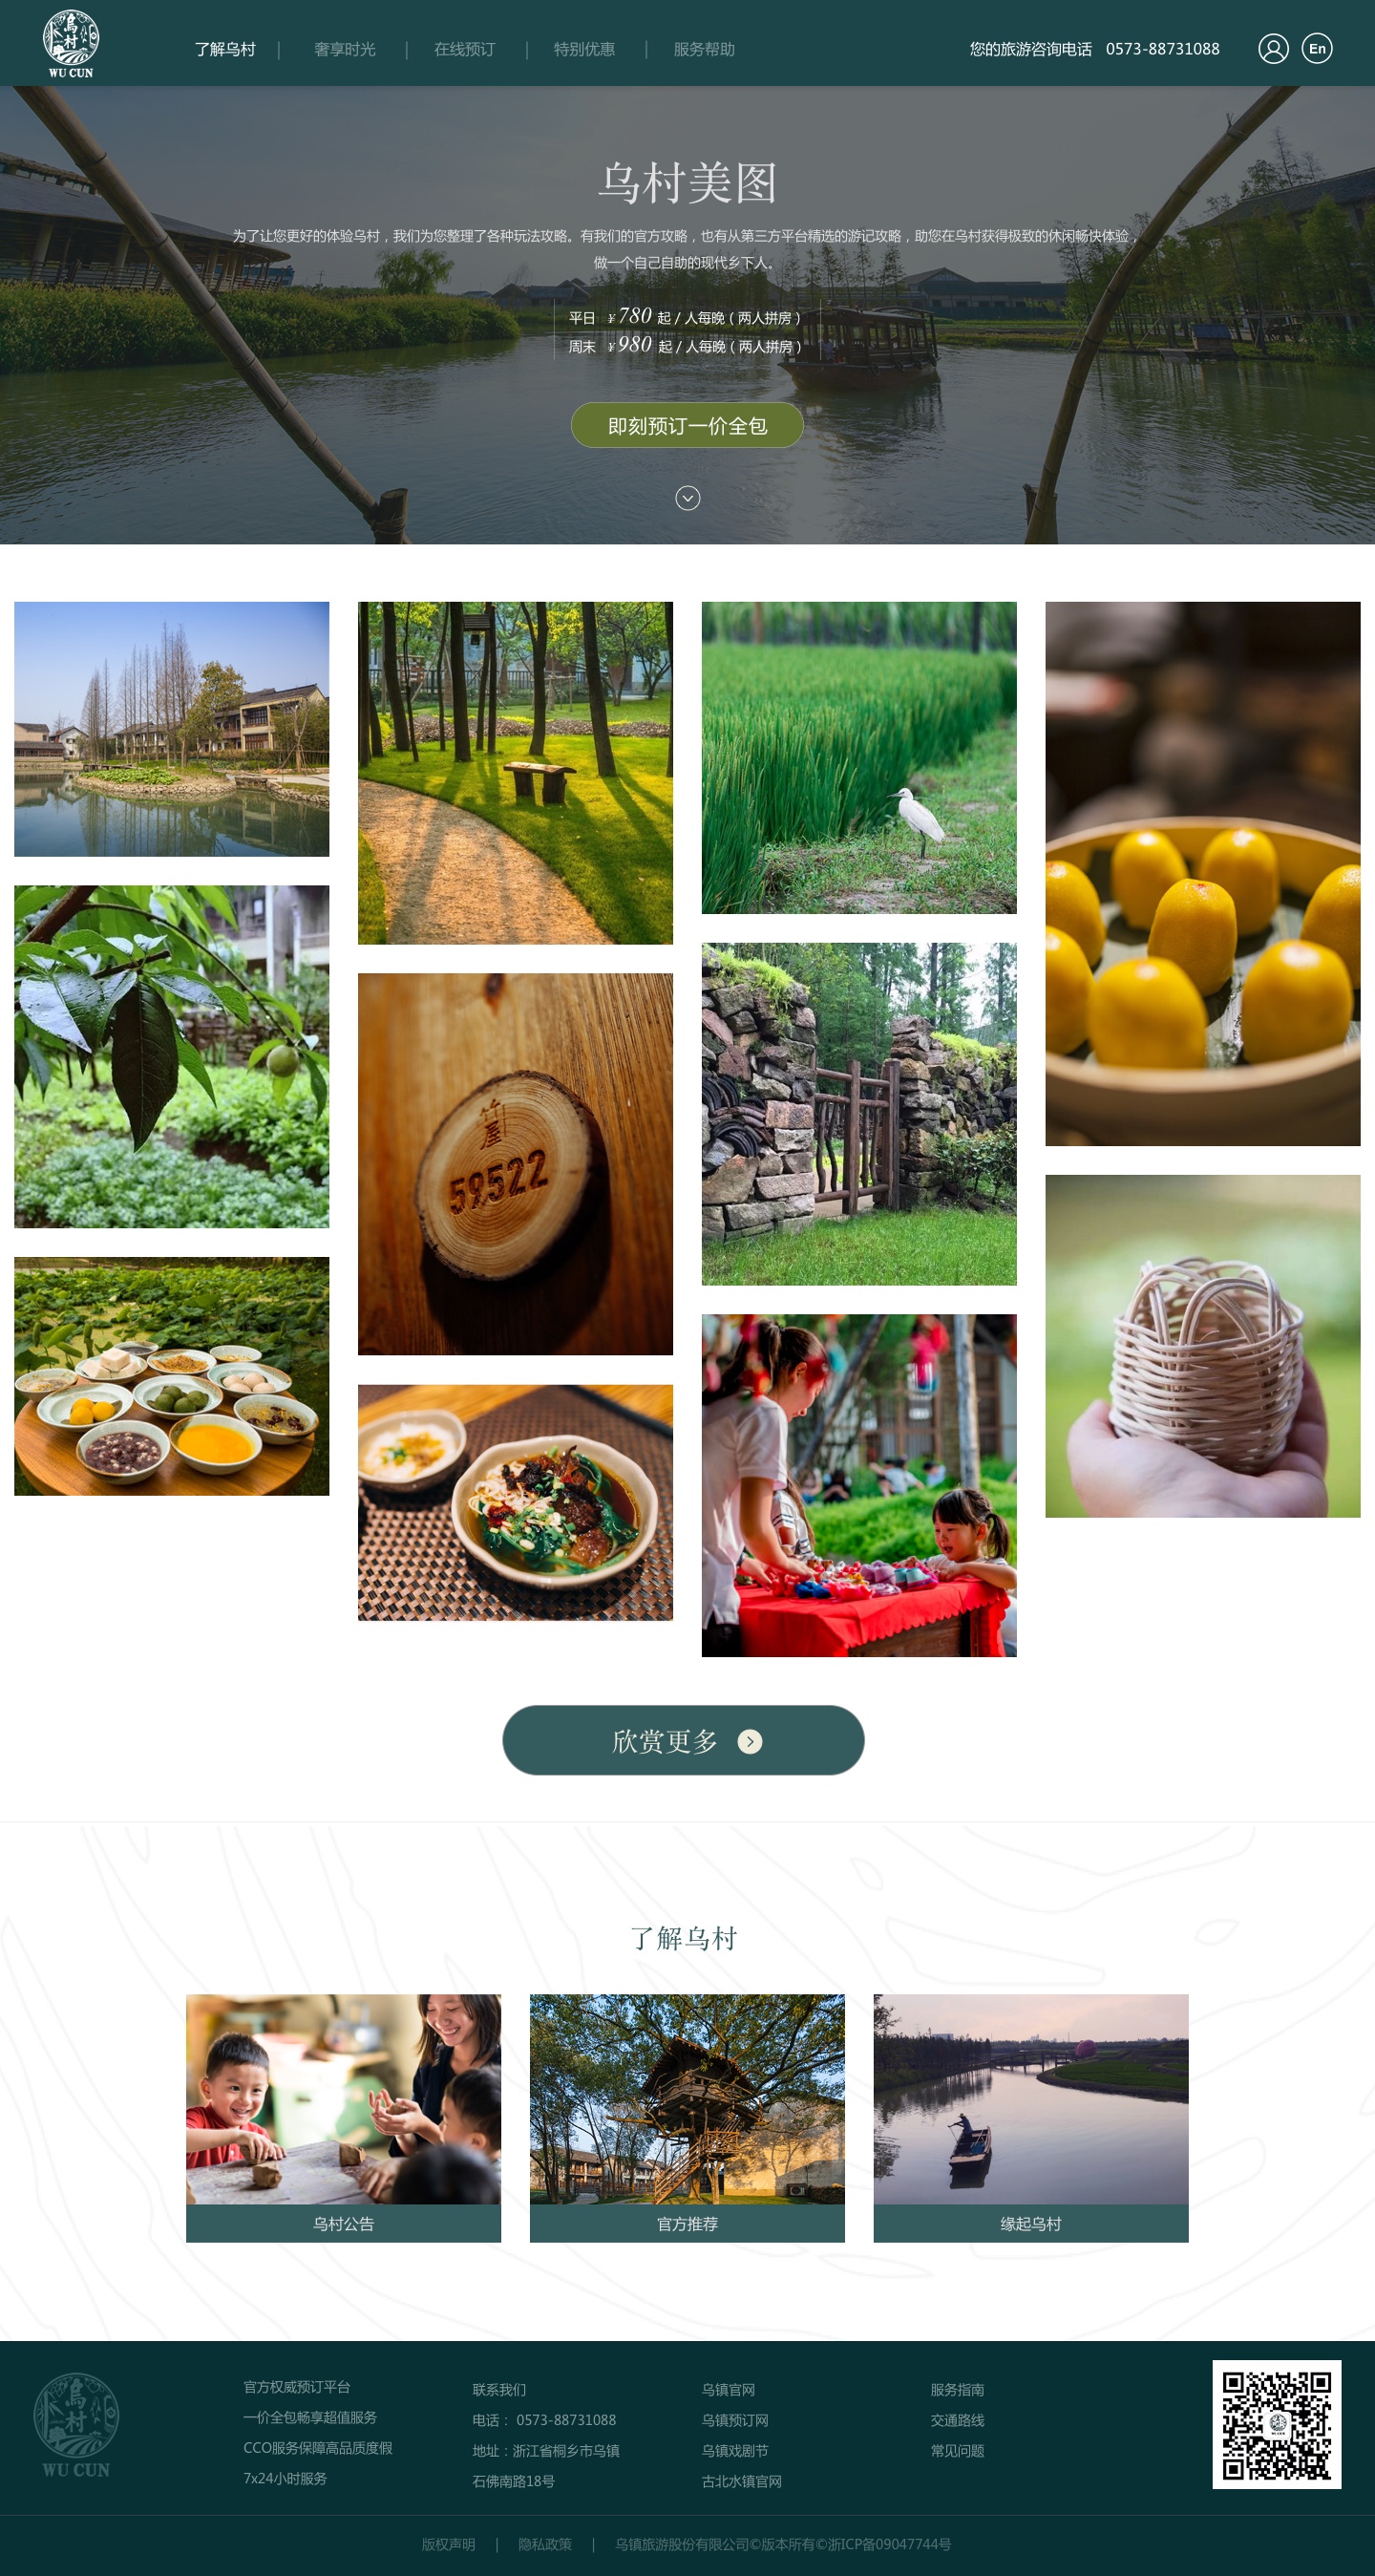 烏村
WU CUN
了解乌村 | 奢享时光 | 在线预订 | 特别优惠 | 服务帮助
您的旅游咨询电话 0573-88731088
En
乌村美图
为了让您更好的体验乌村，我们为您整理了各种玩法攻略。有我们的官方攻略，也有从第三方平台精选的游记攻略，助您在乌村获得极致的休闲畅快体验，
做一个自己自助的现代乡下人。
平日 ¥780 起 / 人每晚（两人拼房）
周末 ¥980 起 / 人每晚（两人拼房）
即刻预订一价全包
竹屋
59522
欣赏更多
了解乌村
乌村公告
官方推荐
缘起乌村
烏村
WU CUN
官方权威预订平台
一价全包畅享超值服务
CCO服务保障高品质度假
7x24小时服务
联系我们
电话： 0573-88731088
地址：浙江省桐乡市乌镇
石佛南路18号
乌镇官网
乌镇预订网
乌镇戏剧节
古北水镇官网
服务指南
交通路线
常见问题
版权声明 | 隐私政策 | 乌镇旅游股份有限公司©版本所有©浙ICP备09047744号